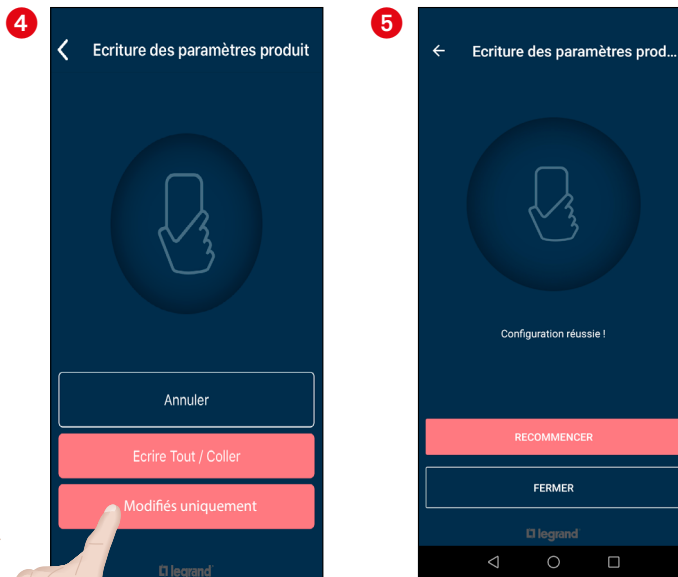 4
Ecriture des paramètres produit
Annuler
Ecrire Tout / Coller
Modifiés uniquement
legrand
5
Ecriture des paramètres prod...
Configuration réussie !
RECOMMENCER
FERMER
legrand